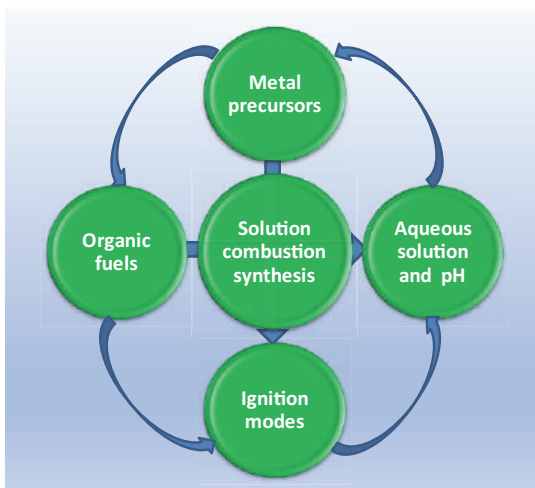 Metal
precursors
Organic
fuels
Solution
combustion
synthesis
Aqueous
solution
and pH
Ignition
modes